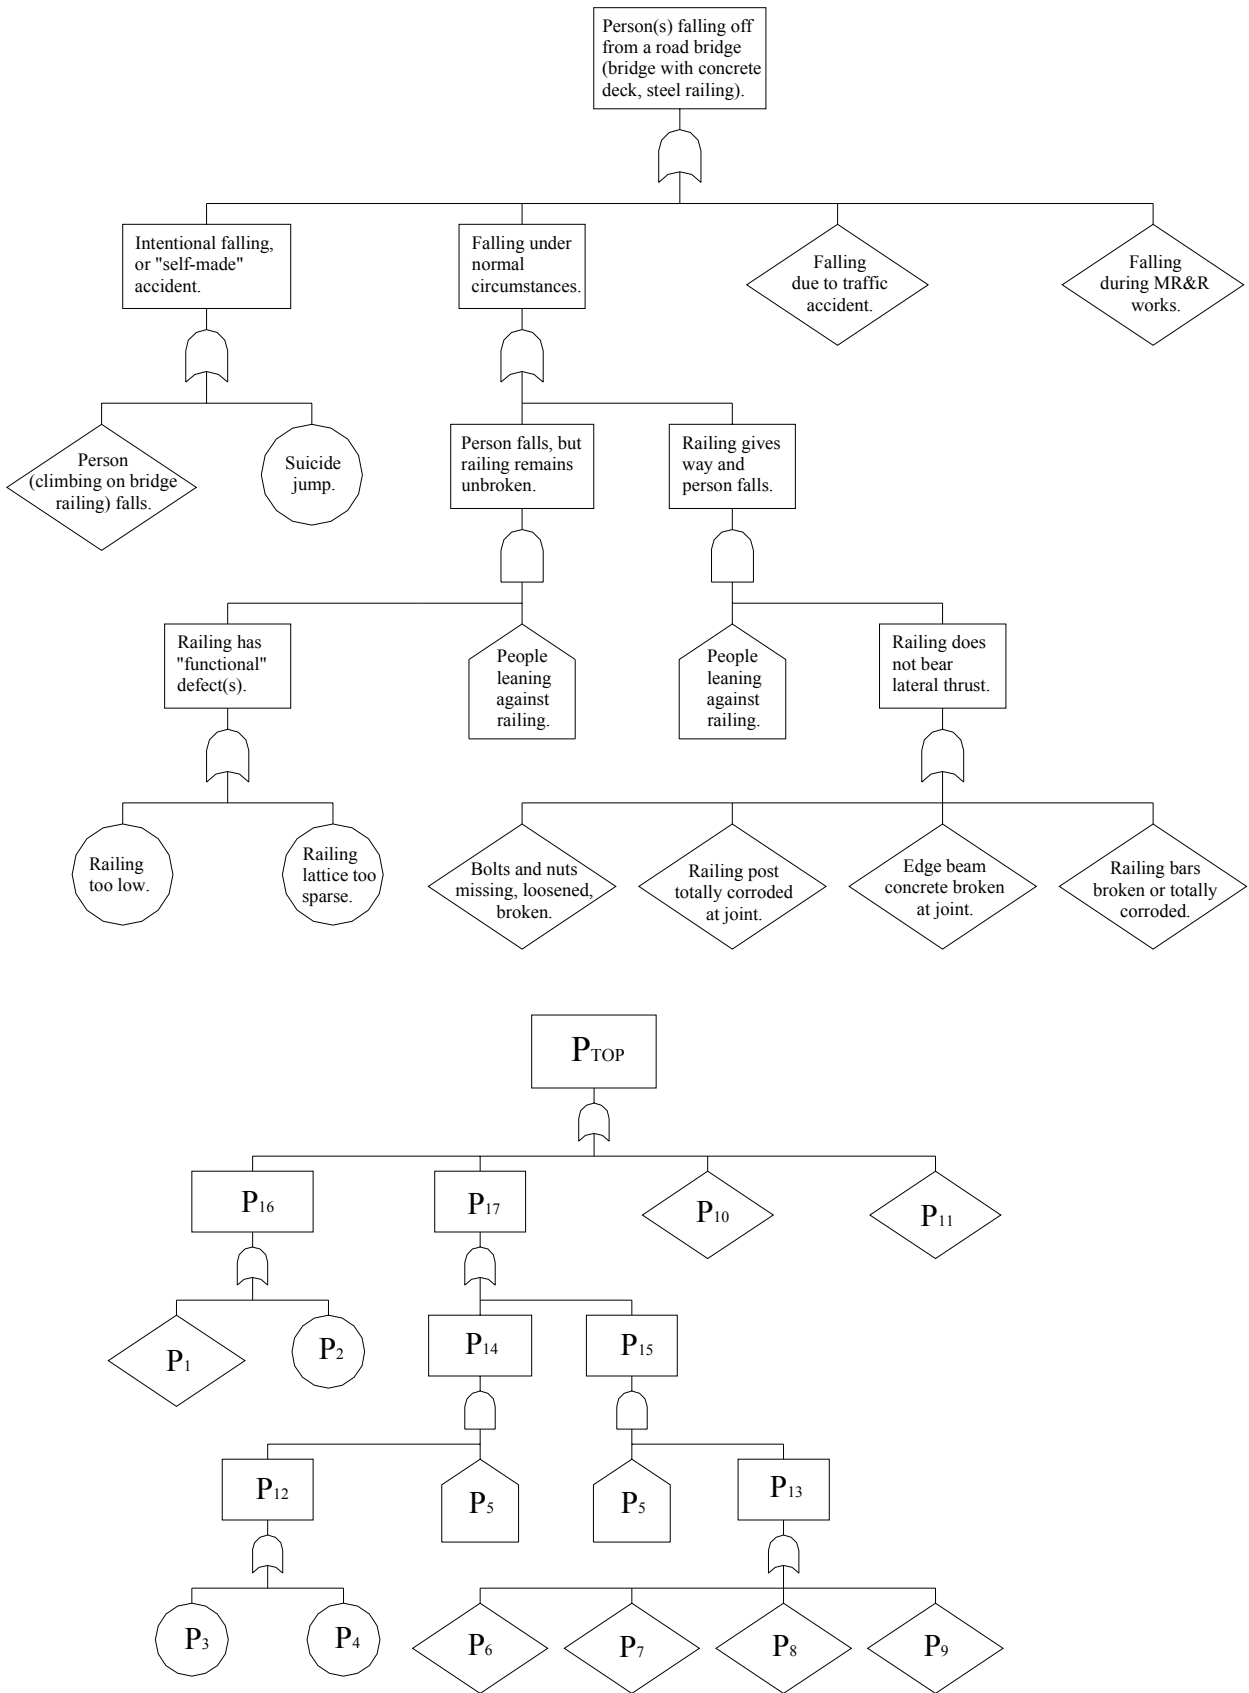 Person(s) falling off
from a road bridge
(bridge with concrete
deck, steel railing).
Intentional falling,
or "self-made"
accident.
Falling under
normal
circumstances.
Falling
due to traffic
accident.
Falling
during MR&R
works.
Person
(climbing on bridge
railing) falls.
Suicide
jump.
Person falls, but
railing remains
unbroken.
Railing gives
way and
person falls.
Railing has
"functional"
defect(s).
People
leaning
against
railing.
People
leaning
against
railing.
Railing does
not bear
lateral thrust.
Railing
too low.
Railing
lattice too
sparse.
Bolts and nuts
missing, loosened,
broken.
Railing post
totally corroded
at joint.
Edge beam
concrete broken
at joint.
Railing bars
broken or totally
corroded.
PTOP
P16
P17
P10
P11
P1
P2
P14
P15
P12
P5
P5
P13
P3
P4
P6
P7
P8
P9